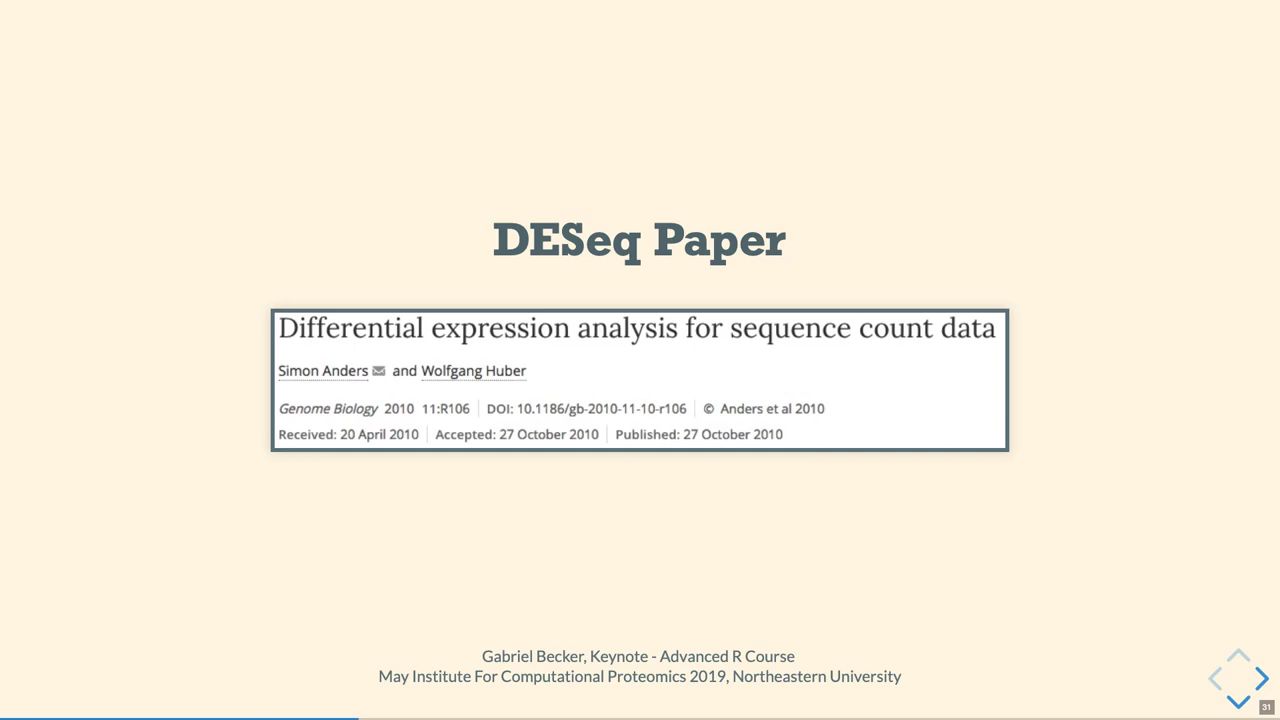 DESeq Paper
Differential expression analysis for sequence count data
Simon Anders and Wolfgang Huber
Genome Biology 2010 11:R106 | DOI: 10.1186/gb-2010-11-10-r106 | © Anders et al 2010
Received: 20 April 2010 | Accepted: 27 October 2010 | Published: 27 October 2010
Gabriel Becker, Keynote - Advanced R Course
May Institute For Computational Proteomics 2019, Northeastern University
31